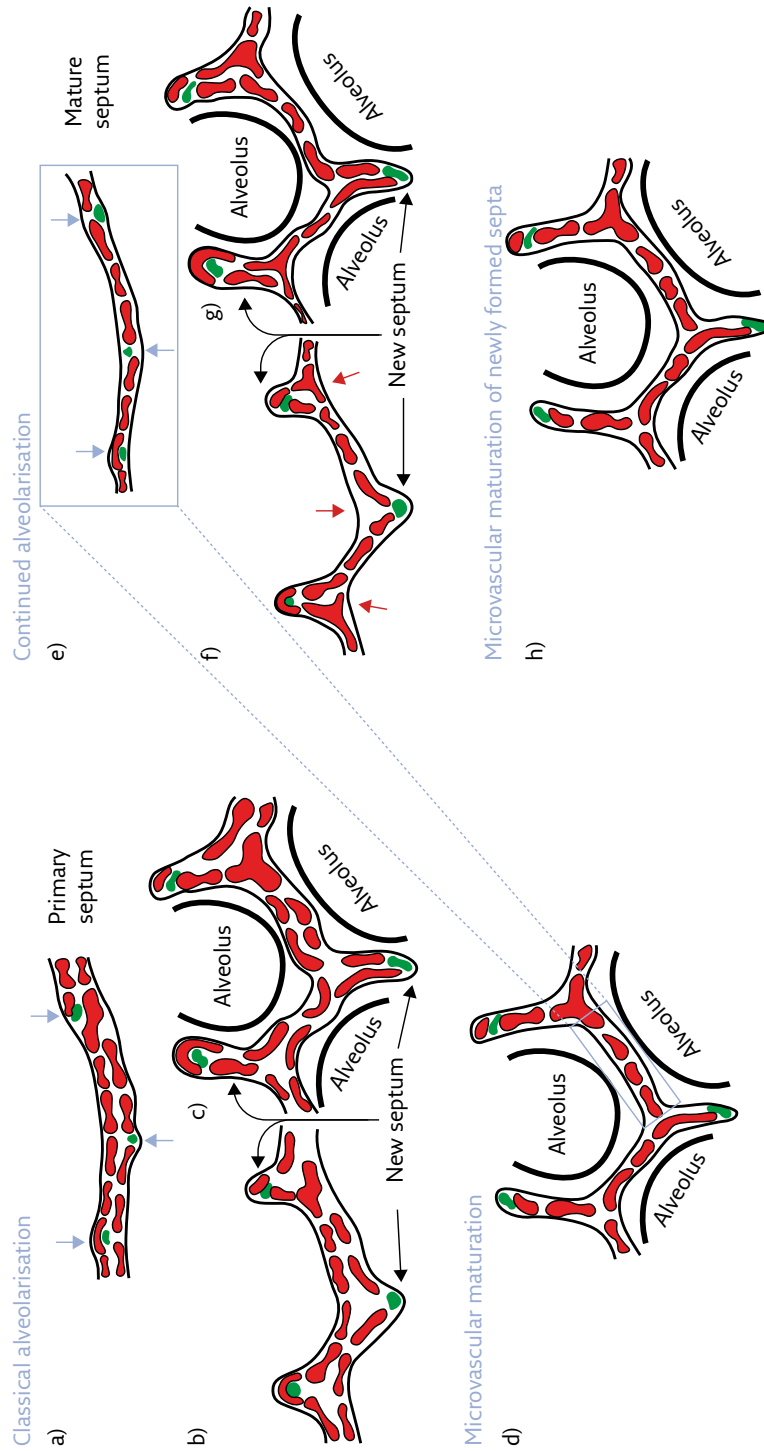 Classical alveolarisation
a)
Primary
septum
b)
c)
Alveolus
Alveolus
Alveolus
New septum
Microvascular maturation
d)
Alveolus
Alveolus
Alveolus
Continued alveolarisation
e)
Mature
septum
f)
g)
Alveolus
Alveolus
Alveolus
New septum
Microvascular maturation of newly formed septa
h)
Alveolus
Alveolus
Alveolus